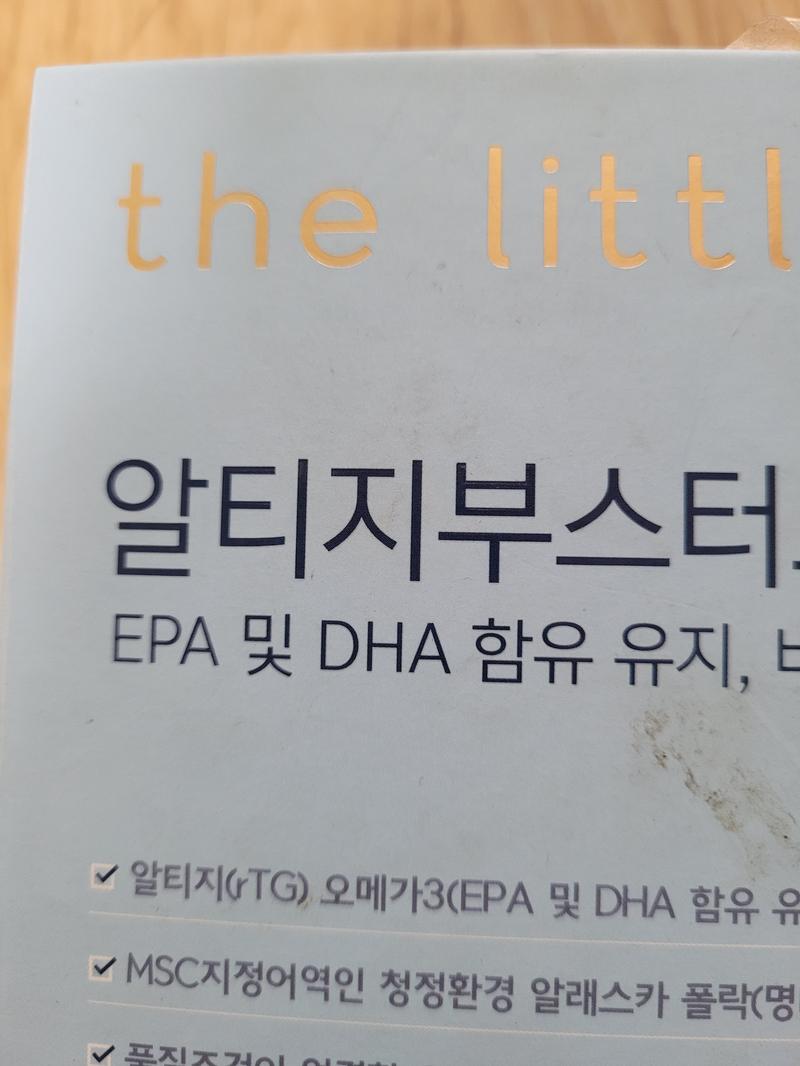 the littl
알티지부스터
EPA 및 DHA 함유 유지,
알티지(rTG) 오메가3(EPA 및 DHA 함유
MSC지정어역인 청정환경 알래스카 폴락(명